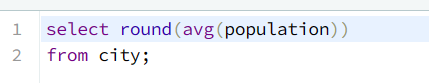 1 select round(avg(population))
2 from city;